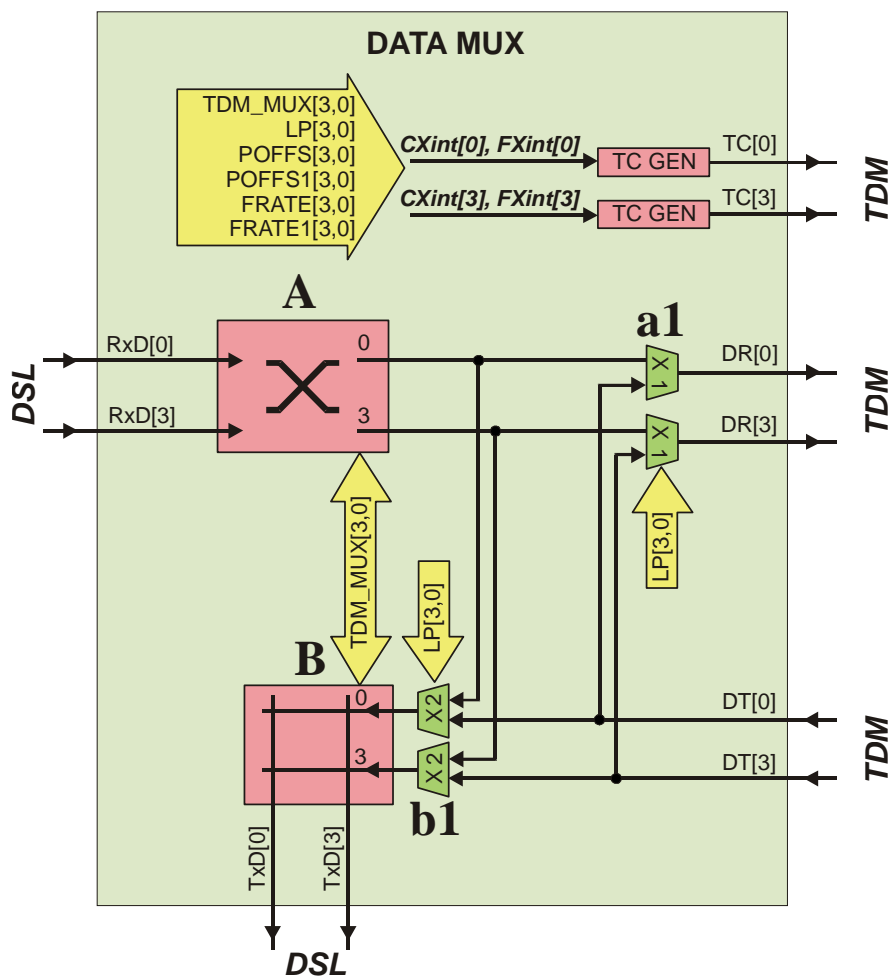 DATA MUX
TDM_MUX[3,0]
LP[3,0]
POFFS[3,0]
POFFS1[3,0]
FRATE[3,0]
FRATE1[3,0]
CXint[0], FXint[0]
TC GEN
TC[0]
CXint[3], FXint[3]
TC GEN
TC[3]
TDM
A
a1
DSL
RxD[0]
0
X 1
DR[0]
RxD[3]
3
X 1
DR[3]
TDM
TDM_MUX[3,0]
LP[3,0]
LP[3,0]
B
0
X2
DT[0]
3
X2
DT[3]
TDM
b1
TxD[0]
TxD[3]
DSL